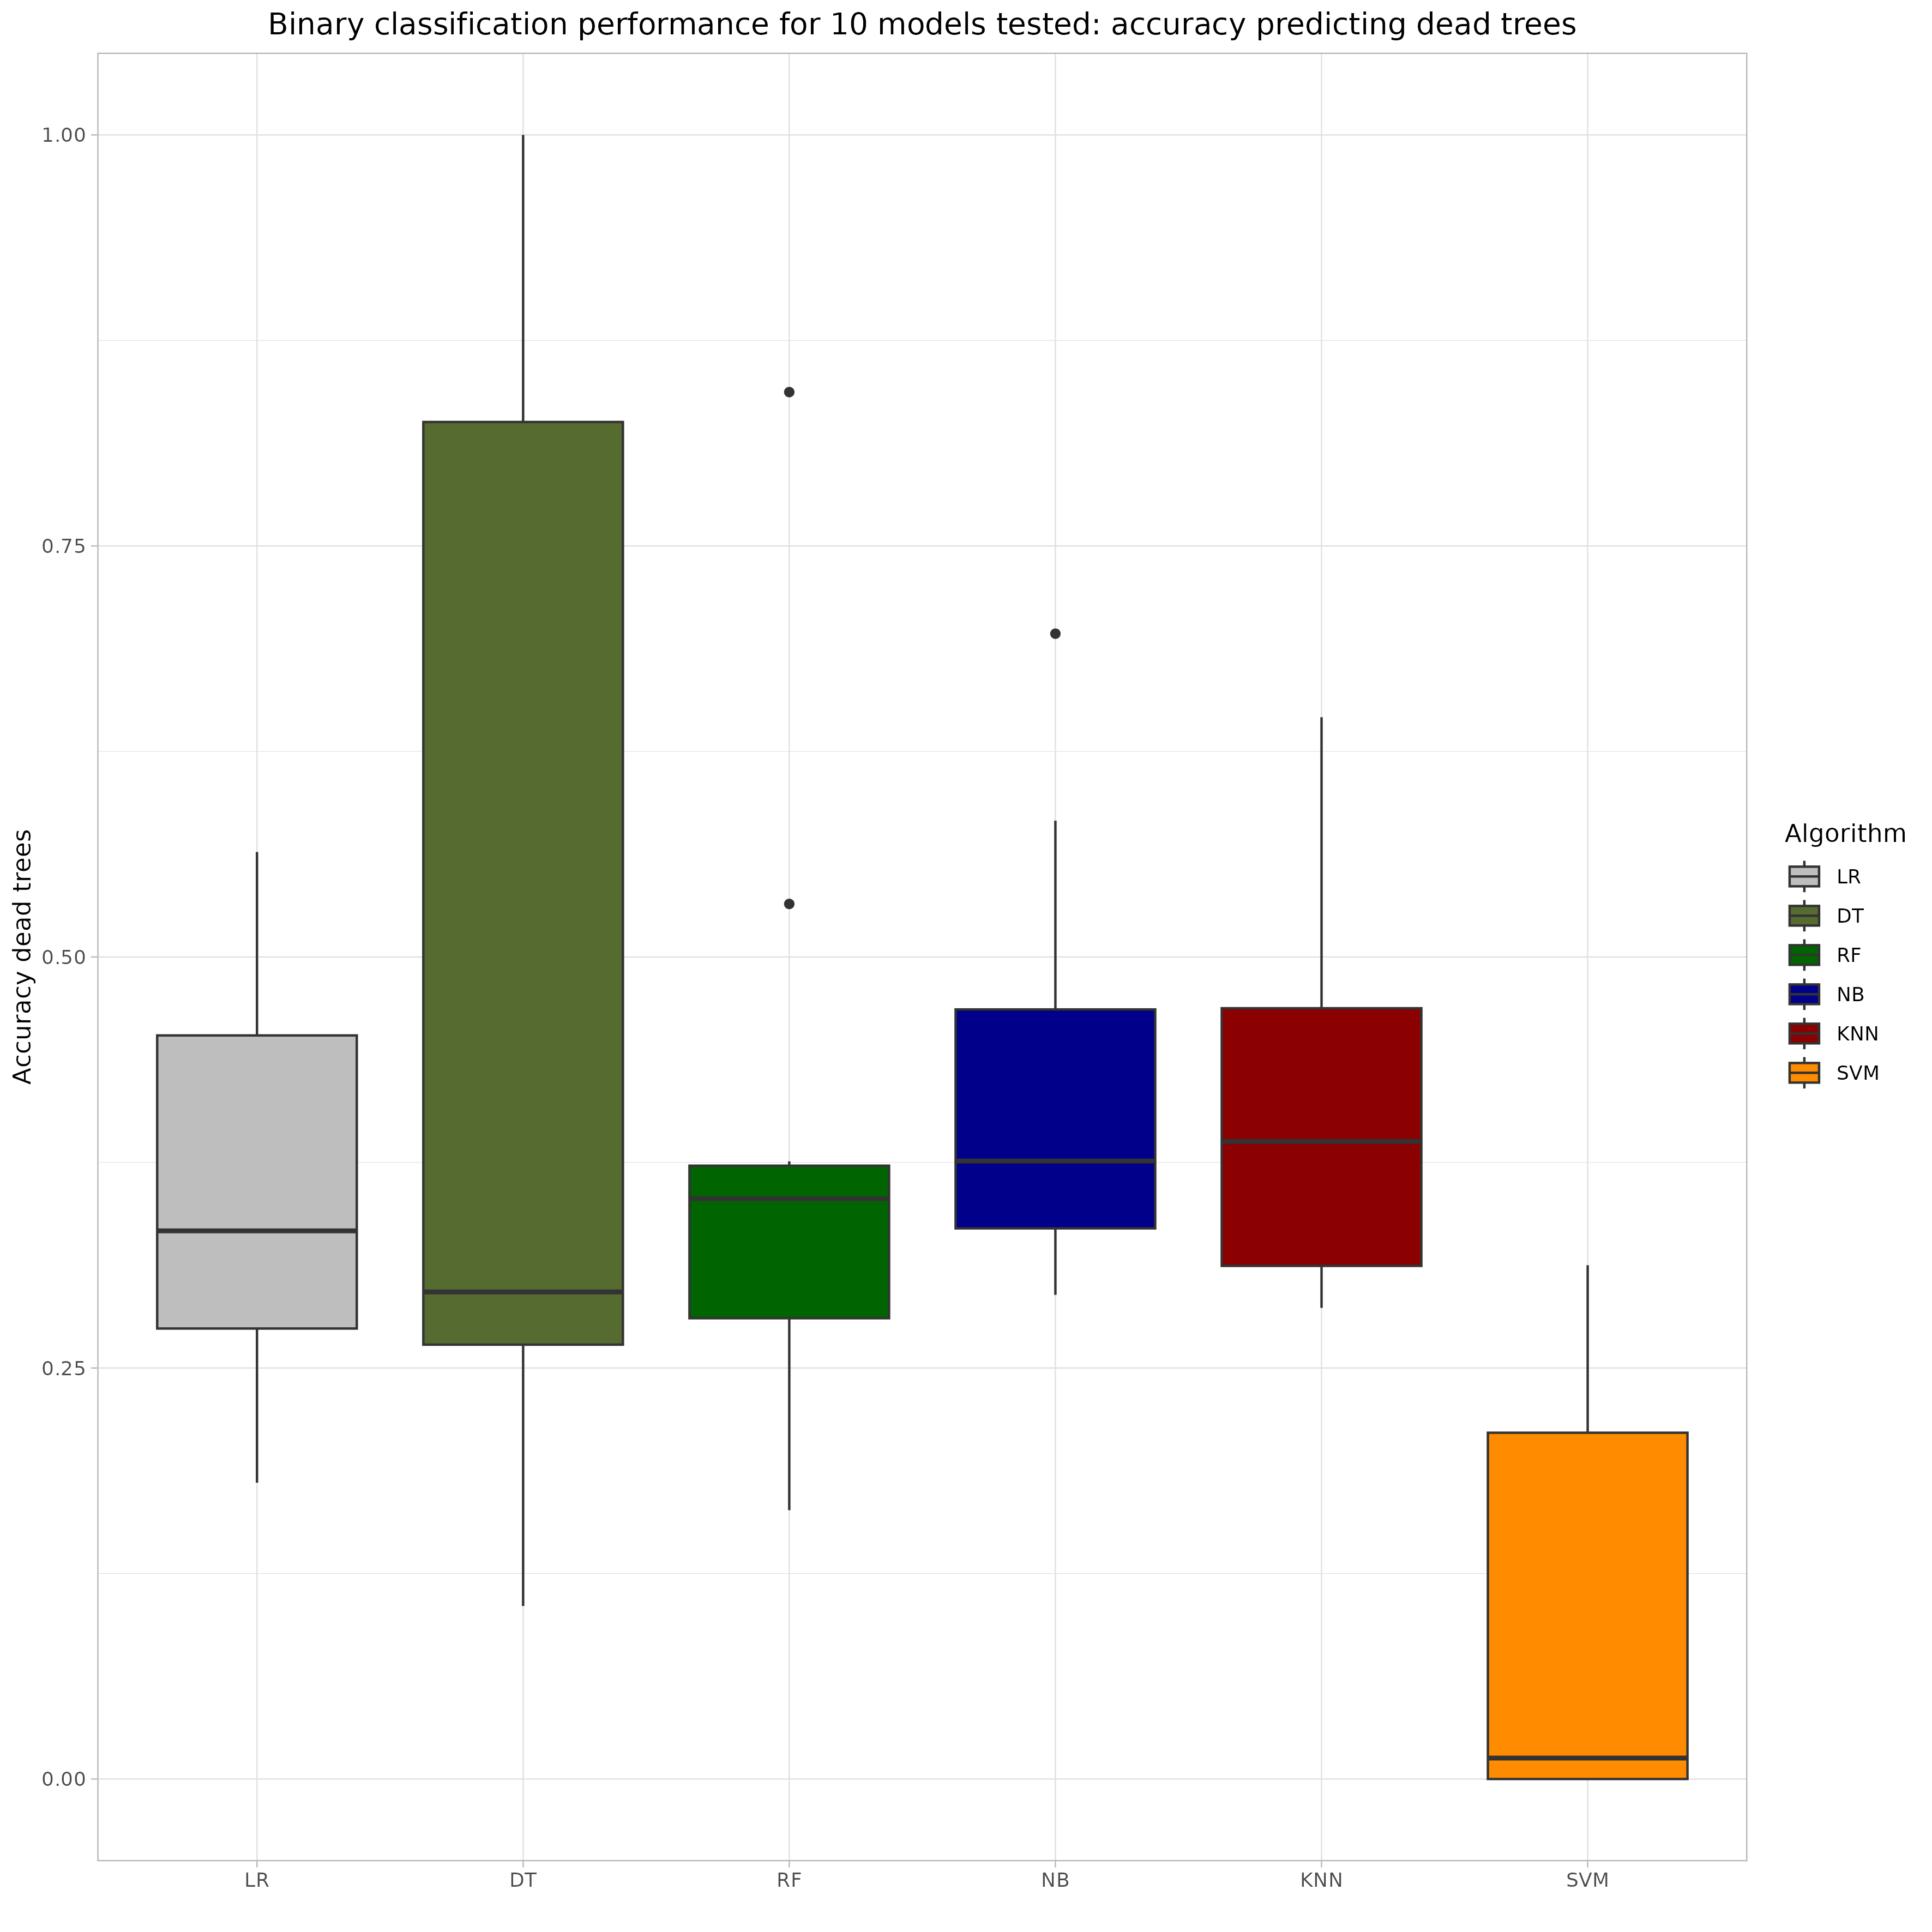 Binary classification performance for 10 models tested: accuracy predicting dead trees
Accuracy dead trees
1.00
0.75
0.50
0.25
0.00
LR
DT
RF
NB
KNN
SVM
Algorithm
LR
DT
RF
NB
KNN
SVM